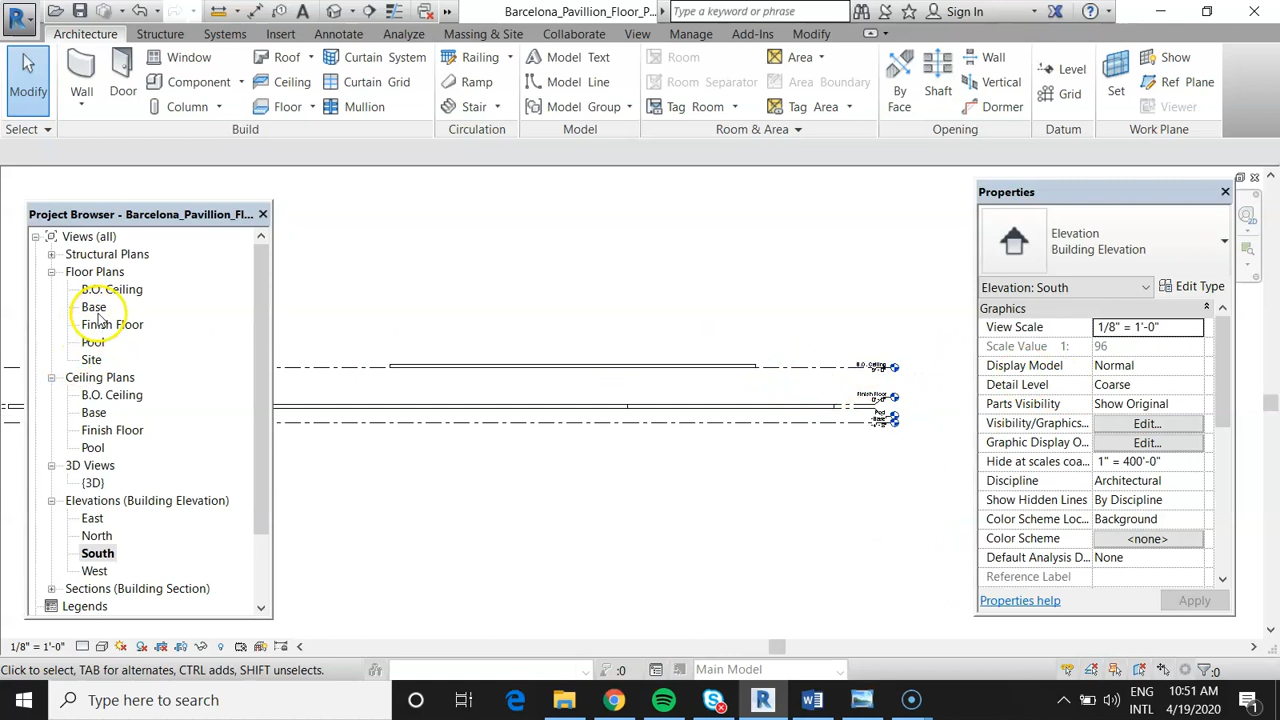 Barcelona_Pavillion_Floor_P...
Type a keyword or phrase
Sign In
Architecture Structure Systems Insert Annotate Analyze Massing & Site Collaborate View Manage Add-Ins Modify
Modify
Wall
Door
Window
Component
Column
Roof
Ceiling
Floor
Curtain System
Curtain Grid
Mullion
Railing
Ramp
Stair
Model Text
Model Line
Model Group
Room
Room Separator
Tag Room
Area
Area Boundary
Tag Area
By Face
Shaft
Wall
Vertical
Dormer
Level
Grid
Set
Show
Ref Plane
Viewer
Select Build Circulation Model Room & Area Opening Datum Work Plane
Project Browser - Barcelona_Pavillion_Fl...
Views (all)
Structural Plans
Floor Plans
B.O. Ceiling
Base
Finish Floor
Pool
Site
Ceiling Plans
B.O. Ceiling
Base
Finish Floor
Pool
3D Views
{3D}
Elevations (Building Elevation)
East
North
South
West
Sections (Building Section)
Legends
B.O. Ceiling
Finish Floor
Properties
Elevation
Building Elevation
Elevation: South
Edit Type
Graphics
View Scale 1/8" = 1'-0"
Scale Value 1: 96
Display Model Normal
Detail Level Coarse
Parts Visibility Show Original
Visibility/Graphics... Edit...
Graphic Display O... Edit...
Hide at scales coa... 1" = 400'-0"
Discipline Architectural
Show Hidden Lines By Discipline
Color Scheme Loc... Background
Color Scheme <none>
Default Analysis D... None
Reference Label
Properties help
Apply
1/8" = 1'-0"
Click to select, TAB for alternates, CTRL adds, SHIFT unselects.
:0
Main Model
:0
Type here to search
ENG
INTL
10:51 AM
4/19/2020
1